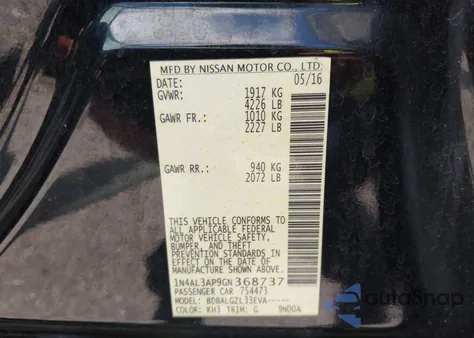 MFD BY NISSAN MOTOR CO., LTD.
DATE: 05/16
GVWR: 1917 KG
4226 LB
GAWR FR.: 1010 KG
2227 LB
GAWR RR.: 940 KG
2072 LB
THIS VEHICLE CONFORMS TO
ALL APPLICABLE FEDERAL
MOTOR VEHICLE SAFETY,
BUMPER, AND THEFT
PREVENTION STANDARDS
IN EFFECT ON THE DATE OF
MANUFACTURE SHOWN ABOVE.
1N4AL3AP9GN368737
PASSENGER CAR 754473
MODEL: BDBALGZL33EVA-----
COLOR: KH3 TRIM: G 9N00A
AutoSnap